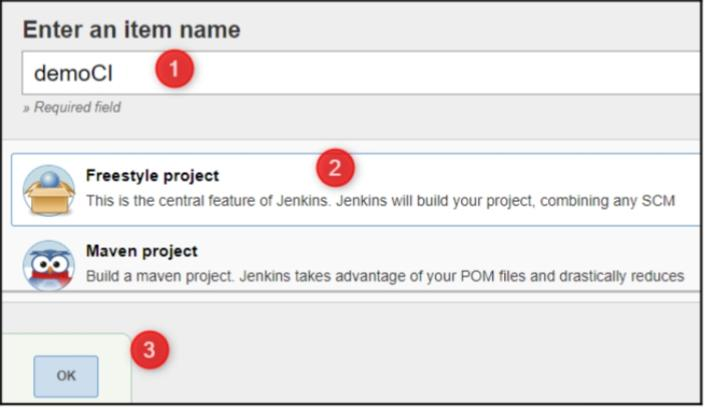 Enter an item name
demoCI
1
» Required field
2
Freestyle project
This is the central feature of Jenkins. Jenkins will build your project, combining any SCM
Maven project
Build a maven project. Jenkins takes advantage of your POM files and drastically reduces
3
OK